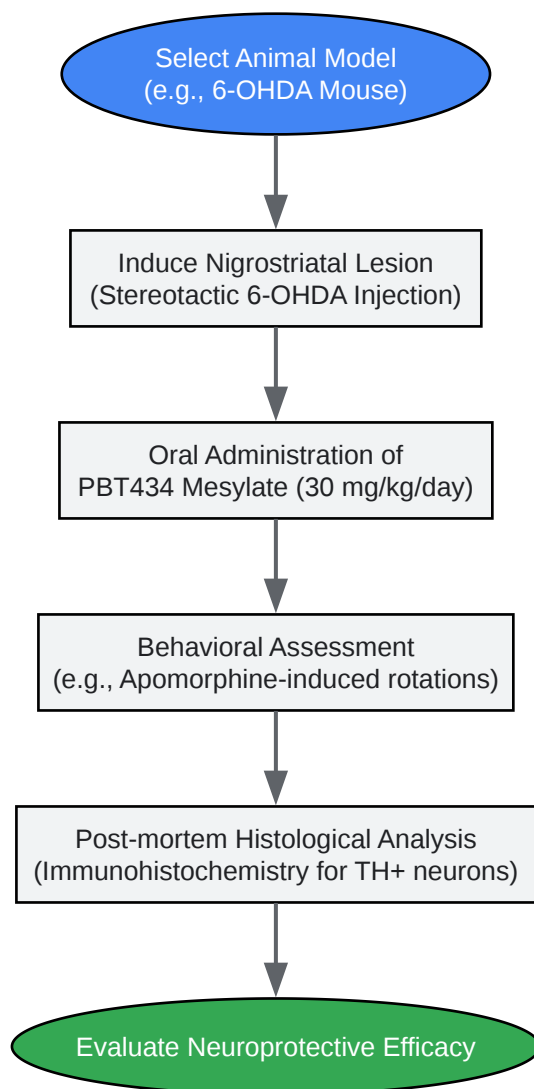 Select Animal Model
(e.g., 6-OHDA Mouse)
Induce Nigrostriatal Lesion
(Stereotactic 6-OHDA Injection)
Oral Administration of
PBT434 Mesylate (30 mg/kg/day)
Behavioral Assessment
(e.g., Apomorphine-induced rotations)
Post-mortem Histological Analysis
(Immunohistochemistry for TH+ neurons)
Evaluate Neuroprotective Efficacy